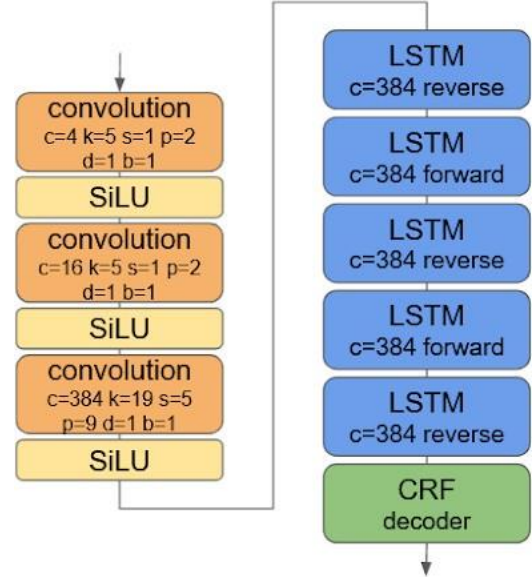 convolution
c=4 k=5 s=1 p=2
d=1 b=1
SiLU
convolution
c=16 k=5 s=1 p=2
d=1 b=1
SiLU
convolution
c=384 k=19 s=5
p=9 d=1 b=1
SiLU
LSTM
c=384 reverse
LSTM
c=384 forward
LSTM
c=384 reverse
LSTM
c=384 forward
LSTM
c=384 reverse
CRF
decoder